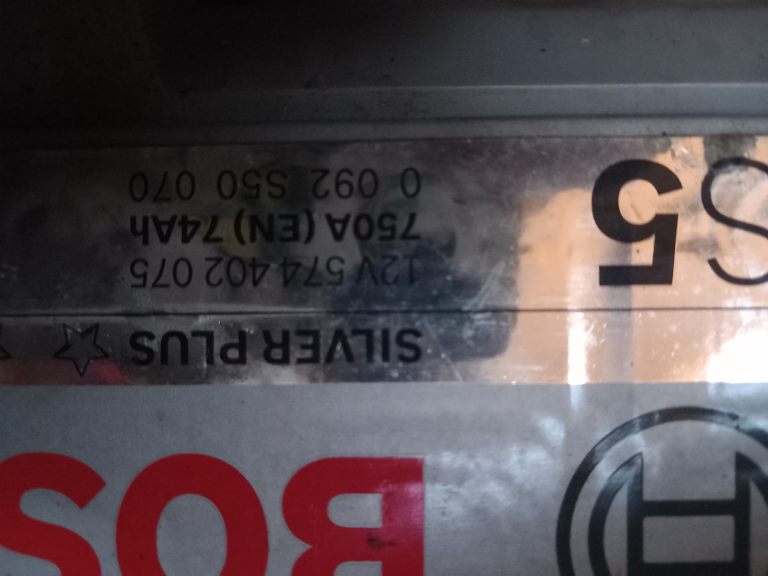 BOS
SILVER PLUS
S5
12V 574 402 075
750A (EN) 74Ah
0 092 S50 070